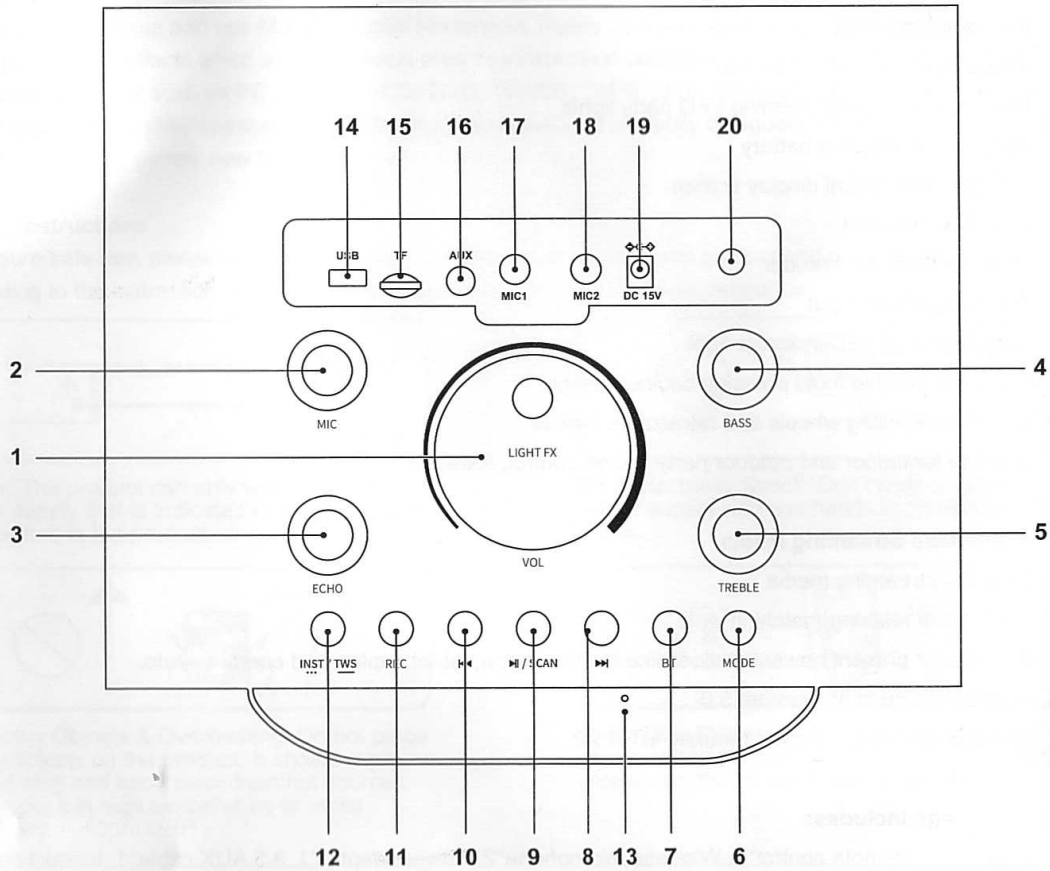 14 15 16 17 18 19 20
USB TF AUX
MIC1 MIC2 DC 15V
2 4
MIC BASS
1 LIGHT FX
3 5
ECHO VOL TREBLE
INST / TWS REC ⏮ ⏯ / SCAN ⏭ BT MODE
12 11 10 9 8 13 7 6